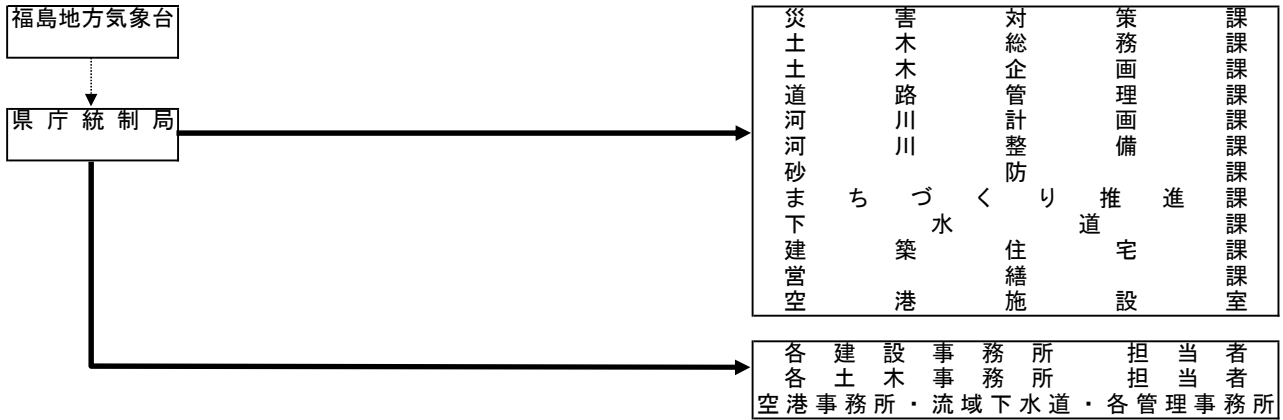 福島地方気象台
県庁統制局
災害対策課
土木総務課
土木企画課
道路管理課
河川計画課
河川整備課
砂防課
まちづくり推進課
下水道課
建築住宅課
営繕課
空港施設室
各建設事務所 担当者
各土木事務所 担当者
空港事務所・流域下水道・各管理事務所